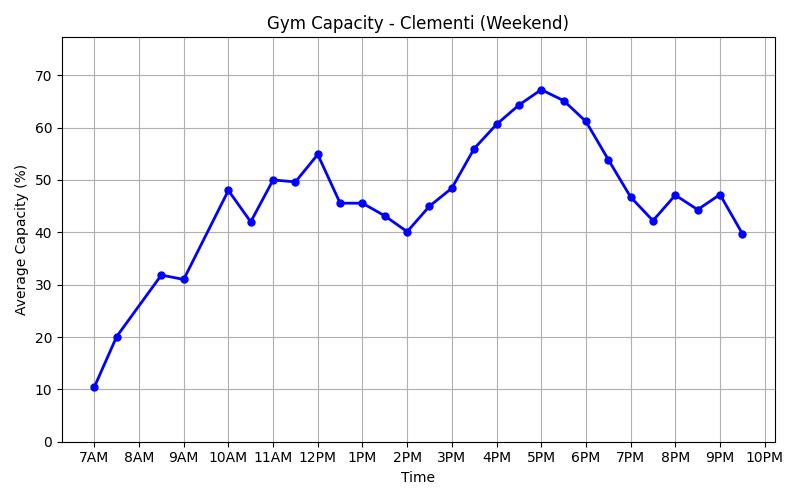 Gym Capacity - Clementi (Weekend)
Average Capacity (%)
70
60
50
40
30
20
10
0
7AM 8AM 9AM 10AM 11AM 12PM 1PM 2PM 3PM 4PM 5PM 6PM 7PM 8PM 9PM 10PM
Time